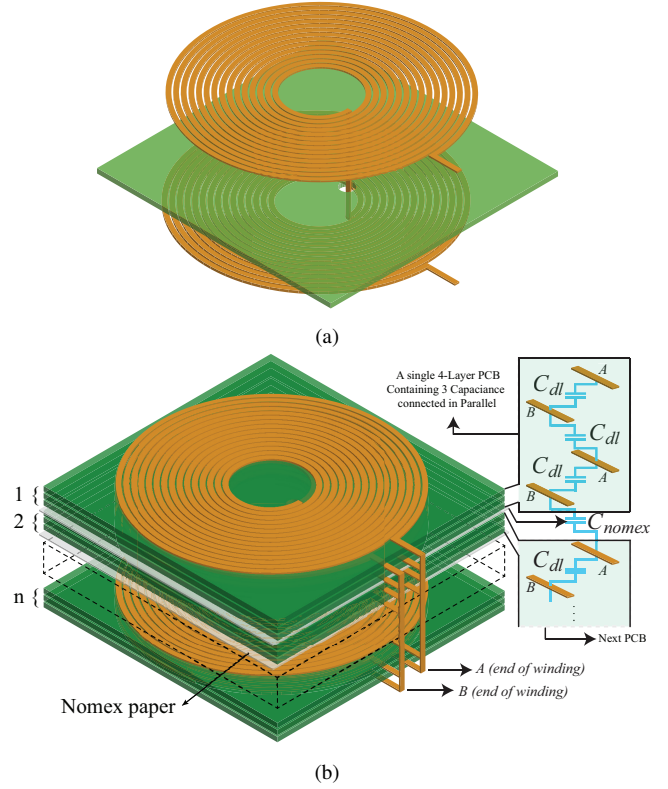 (a)
A single 4-Layer PCB
Containing 3 Capaciance
connected in Parallel
A
C_dl
B
C_dl
A
C_dl
B
C_nomex
A
C_dl
B
⋮
Next PCB
1 {
2 {
n {
A (end of winding)
B (end of winding)
Nomex paper
(b)